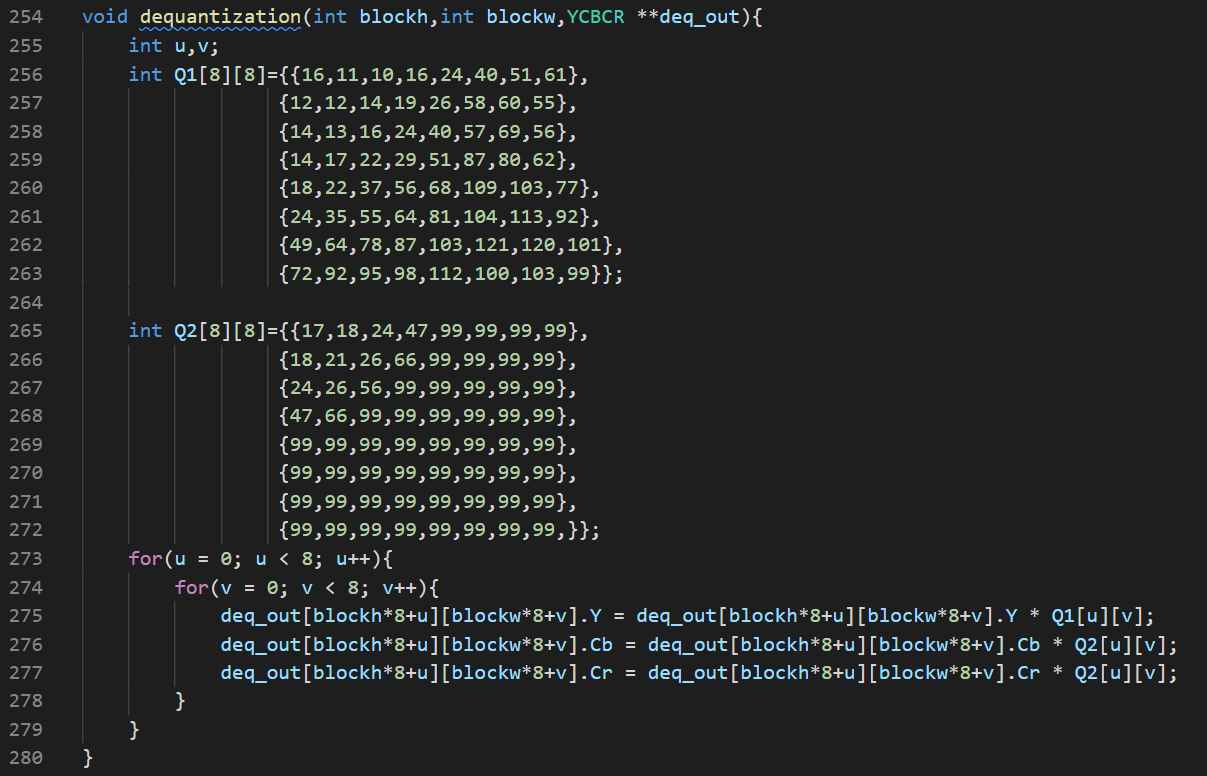 254 void dequantization(int blockh,int blockw,YCBCR **deq_out){
255     int u,v;
256     int Q1[8][8]={{16,11,10,16,24,40,51,61},
257                  {12,12,14,19,26,58,60,55},
258                  {14,13,16,24,40,57,69,56},
259                  {14,17,22,29,51,87,80,62},
260                  {18,22,37,56,68,109,103,77},
261                  {24,35,55,64,81,104,113,92},
262                  {49,64,78,87,103,121,120,101},
263                  {72,92,95,98,112,100,103,99}};
264
265     int Q2[8][8]={{17,18,24,47,99,99,99,99},
266                  {18,21,26,66,99,99,99,99},
267                  {24,26,56,99,99,99,99,99},
268                  {47,66,99,99,99,99,99,99},
269                  {99,99,99,99,99,99,99,99},
270                  {99,99,99,99,99,99,99,99},
271                  {99,99,99,99,99,99,99,99},
272                  {99,99,99,99,99,99,99,99,}};
273     for(u = 0; u < 8; u++){
274         for(v = 0; v < 8; v++){
275             deq_out[blockh*8+u][blockw*8+v].Y = deq_out[blockh*8+u][blockw*8+v].Y * Q1[u][v];
276             deq_out[blockh*8+u][blockw*8+v].Cb = deq_out[blockh*8+u][blockw*8+v].Cb * Q2[u][v];
277             deq_out[blockh*8+u][blockw*8+v].Cr = deq_out[blockh*8+u][blockw*8+v].Cr * Q2[u][v];
278         }
279     }
280 }